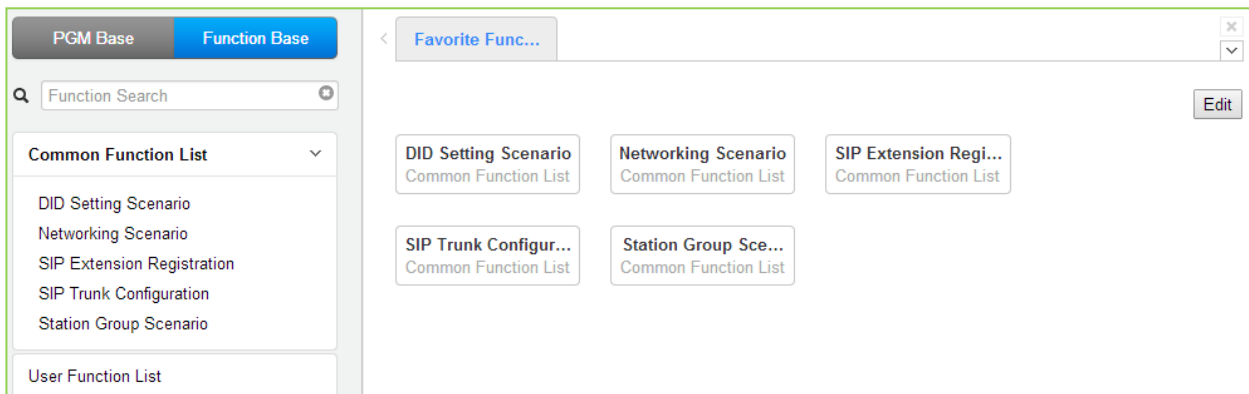 PGM Base
Function Base
Function Search
Common Function List
DID Setting Scenario
Networking Scenario
SIP Extension Registration
SIP Trunk Configuration
Station Group Scenario
User Function List
Favorite Func...
Edit
DID Setting Scenario
Common Function List
Networking Scenario
Common Function List
SIP Extension Regi...
Common Function List
SIP Trunk Configur...
Common Function List
Station Group Sce...
Common Function List